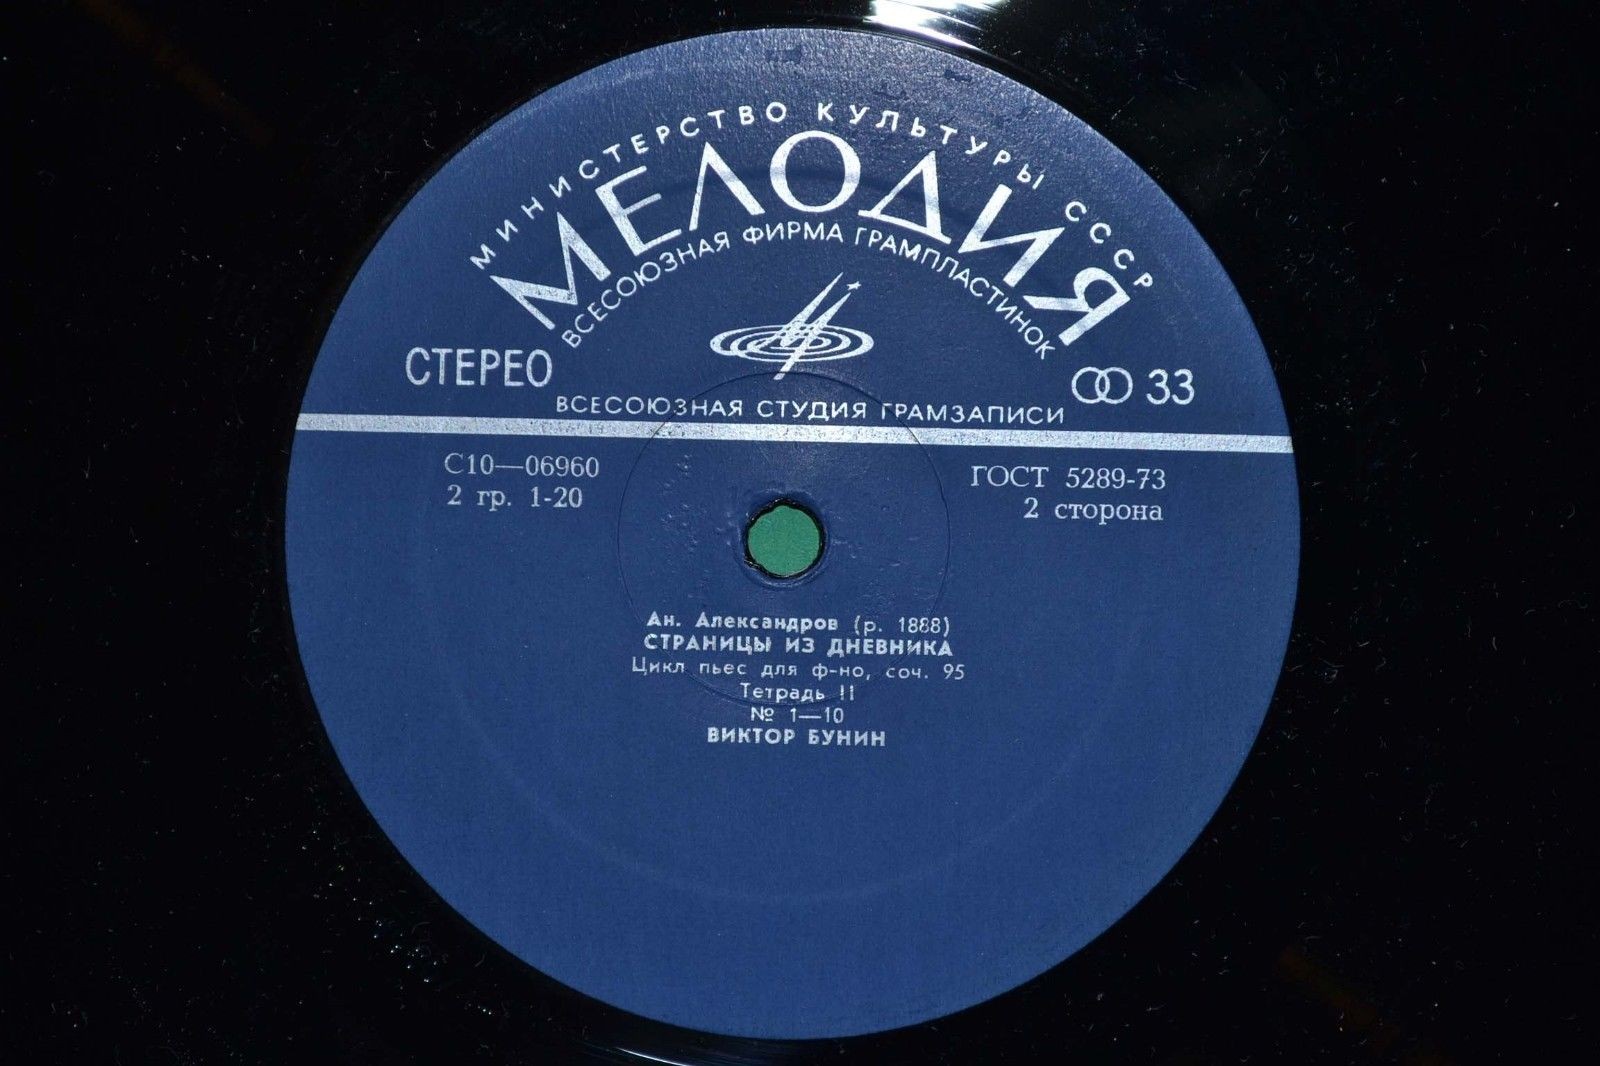 МИНИСТЕРСТВО КУЛЬТУРЫ СССР
МЕЛОДИЯ
ВСЕСОЮЗНАЯ ФИРМА ГРАМПЛАСТИНОК
СТЕРЕО
33
ВСЕСОЮЗНАЯ СТУДИЯ ГРАМЗАПИСИ
С10—06960
2 гр. 1-20
ГОСТ 5289-73
2 сторона
Ан. Александров (р. 1888)
СТРАНИЦЫ ИЗ ДНЕВНИКА
Цикл пьес для ф-но, соч. 95
Тетрадь II
№ 1—10
ВИКТОР БУНИН